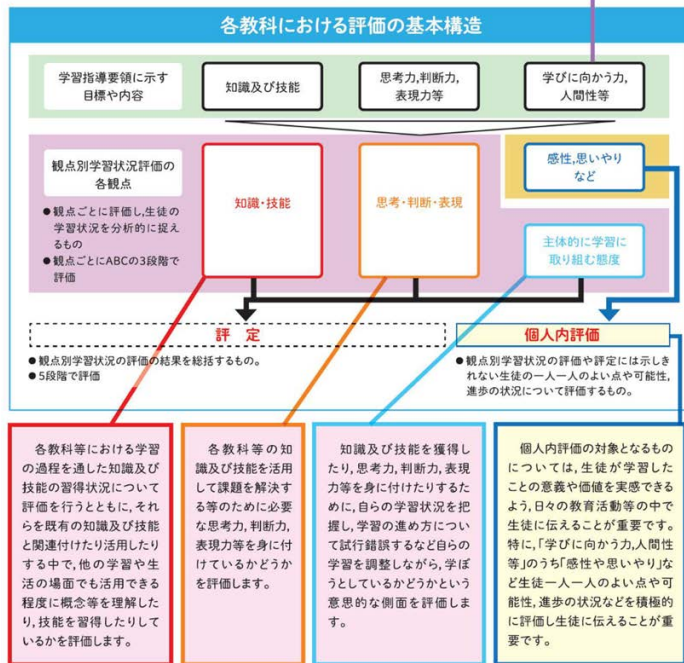 各教科における評価の基本構造
学習指導要領に示す
目標や内容
知識及び技能
思考力,判断力,
表現力等
学びに向かう力,
人間性等
観点別学習状況評価の
各観点
●観点ごとに評価し,生徒の
学習状況を分析的に捉え
るもの
●観点ごとにABCの3段階で
評価
知識・技能
思考・判断・表現
感性,思いやり
など
主体的に学習に
取り組む態度
評 定
●観点別学習状況の評価の結果を総括するもの。
●5段階で評価
個人内評価
●観点別学習状況の評価や評定には示しき
れない生徒の一人一人のよい点や可能性,
進歩の状況について評価するもの。
各教科等における学習
の過程を通した知識及び
技能の習得状況について
評価を行うとともに,それ
らを既有の知識及び技能
と関連付けたり活用したり
する中で,他の学習や生
活の場面でも活用できる
程度に概念等を理解した
り,技能を習得したりして
いるかを評価します。
各教科等の知
識及び技能を活用
して課題を解決す
る等のために必要
な思考力,判断力,
表現力等を身に付
けているかどうか
を評価します。
知識及び技能を獲得し
たり,思考力,判断力,表現
力等を身に付けたりするた
めに,自らの学習状況を把
握し,学習の進め方につい
て試行錯誤するなど自らの
学習を調整しながら,学ぼ
うとしているかどうかという
意思的な側面を評価しま
す。
個人内評価の対象となるもの
については,生徒が学習した
ことの意義や価値を実感できる
よう,日々の教育活動等の中で
生徒に伝えることが重要です。
特に,「学びに向かう力,人間性
等」のうち「感性や思いやり」な
ど生徒一人一人のよい点や可
能性,進歩の状況などを積極的
に評価し生徒に伝えることが重
要です。